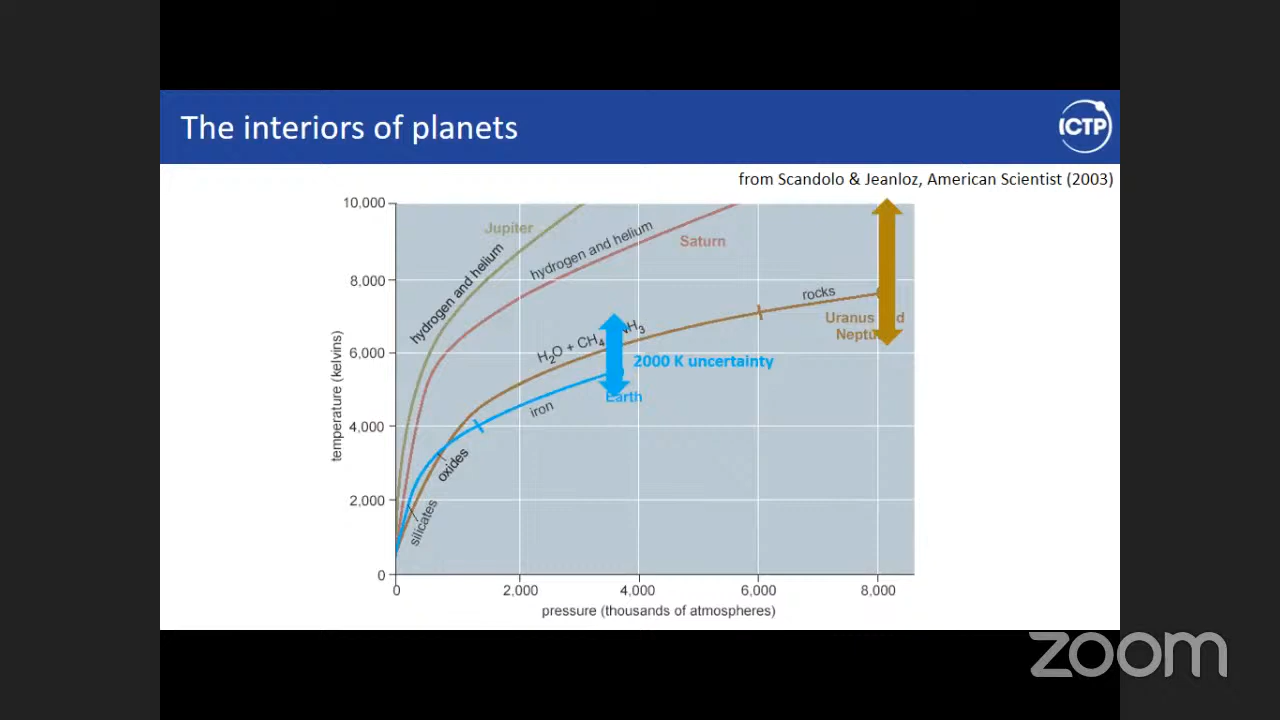 The interiors of planets
ICTP
from Scandolo & Jeanloz, American Scientist (2003)
10,000
8,000
6,000
4,000
2,000
0
temperature (kelvins)
Jupiter
hydrogen and helium
hydrogen and helium
Saturn
rocks
Uranus
H₂O + CH₄
2000 K uncertainty
Earth
iron
oxides
silicates
0
2,000
4,000
6,000
8,000
pressure (thousands of atmospheres)
zoom